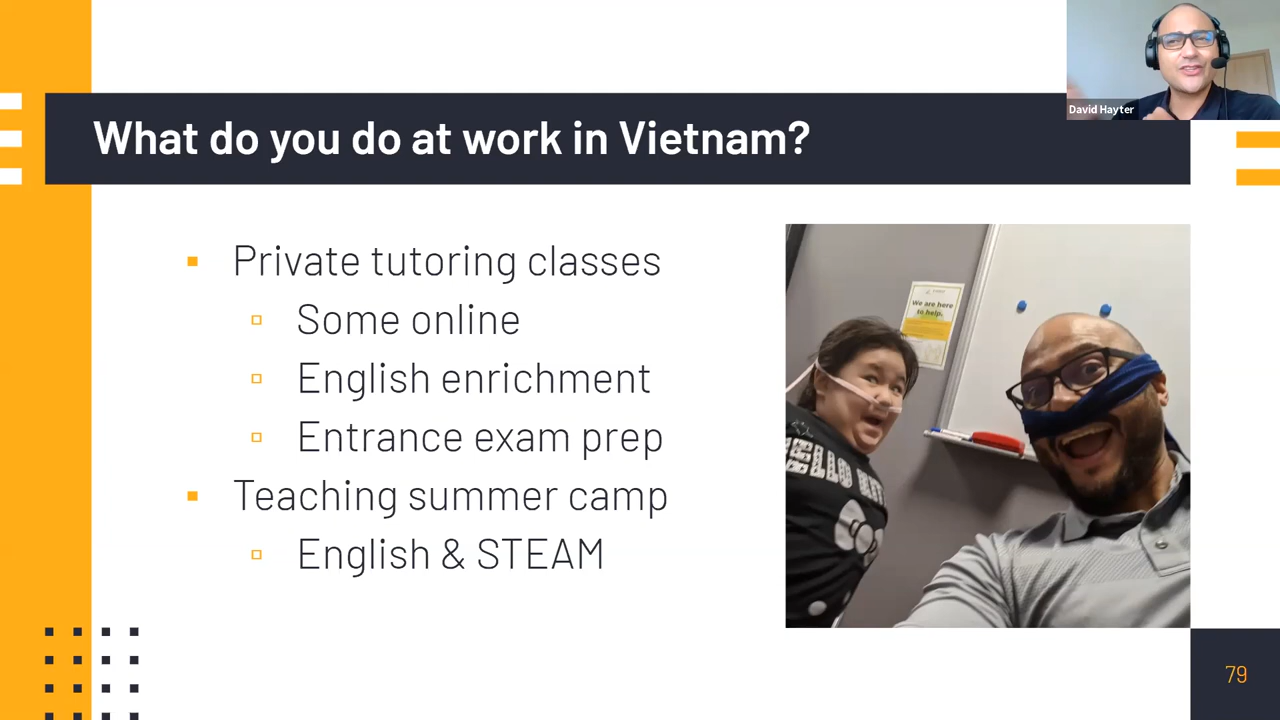 David Hayter
What do you do at work in Vietnam?
Private tutoring classes
Some online
English enrichment
Entrance exam prep
Teaching summer camp
English & STEAM
We are here
to help.
79